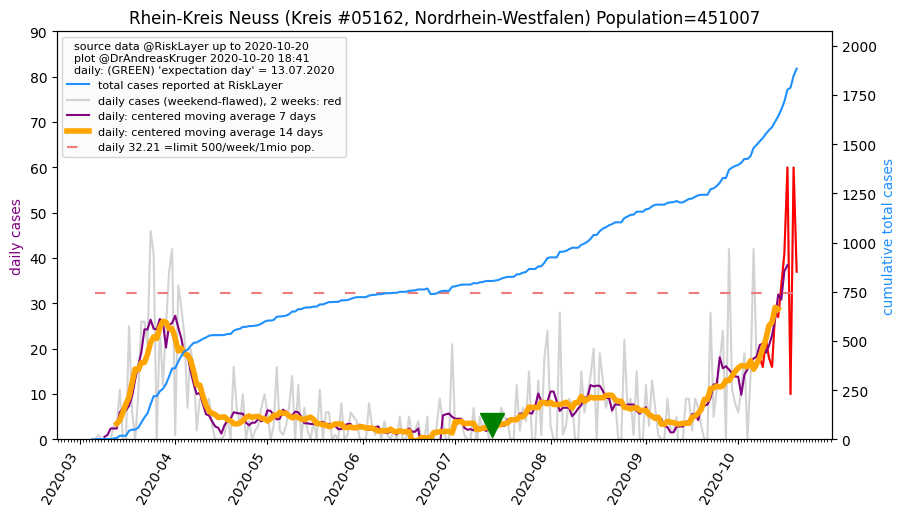 Rhein-Kreis Neuss (Kreis #05162, Nordrhein-Westfalen) Population=451007
source data @RiskLayer up to 2020-10-20
plot @DrAndreasKruger 2020-10-20 18:41
daily: (GREEN) 'expectation day' = 13.07.2020
total cases reported at RiskLayer
daily cases (weekend-flawed), 2 weeks: red
daily: centered moving average 7 days
daily: centered moving average 14 days
daily 32.21 =limit 500/week/1mio pop.
daily cases
90
80
70
60
50
40
30
20
10
0
2000
1750
1500
1250
1000
750
500
250
0
cumulative total cases
2020-03
2020-04
2020-05
2020-06
2020-07
2020-08
2020-09
2020-10